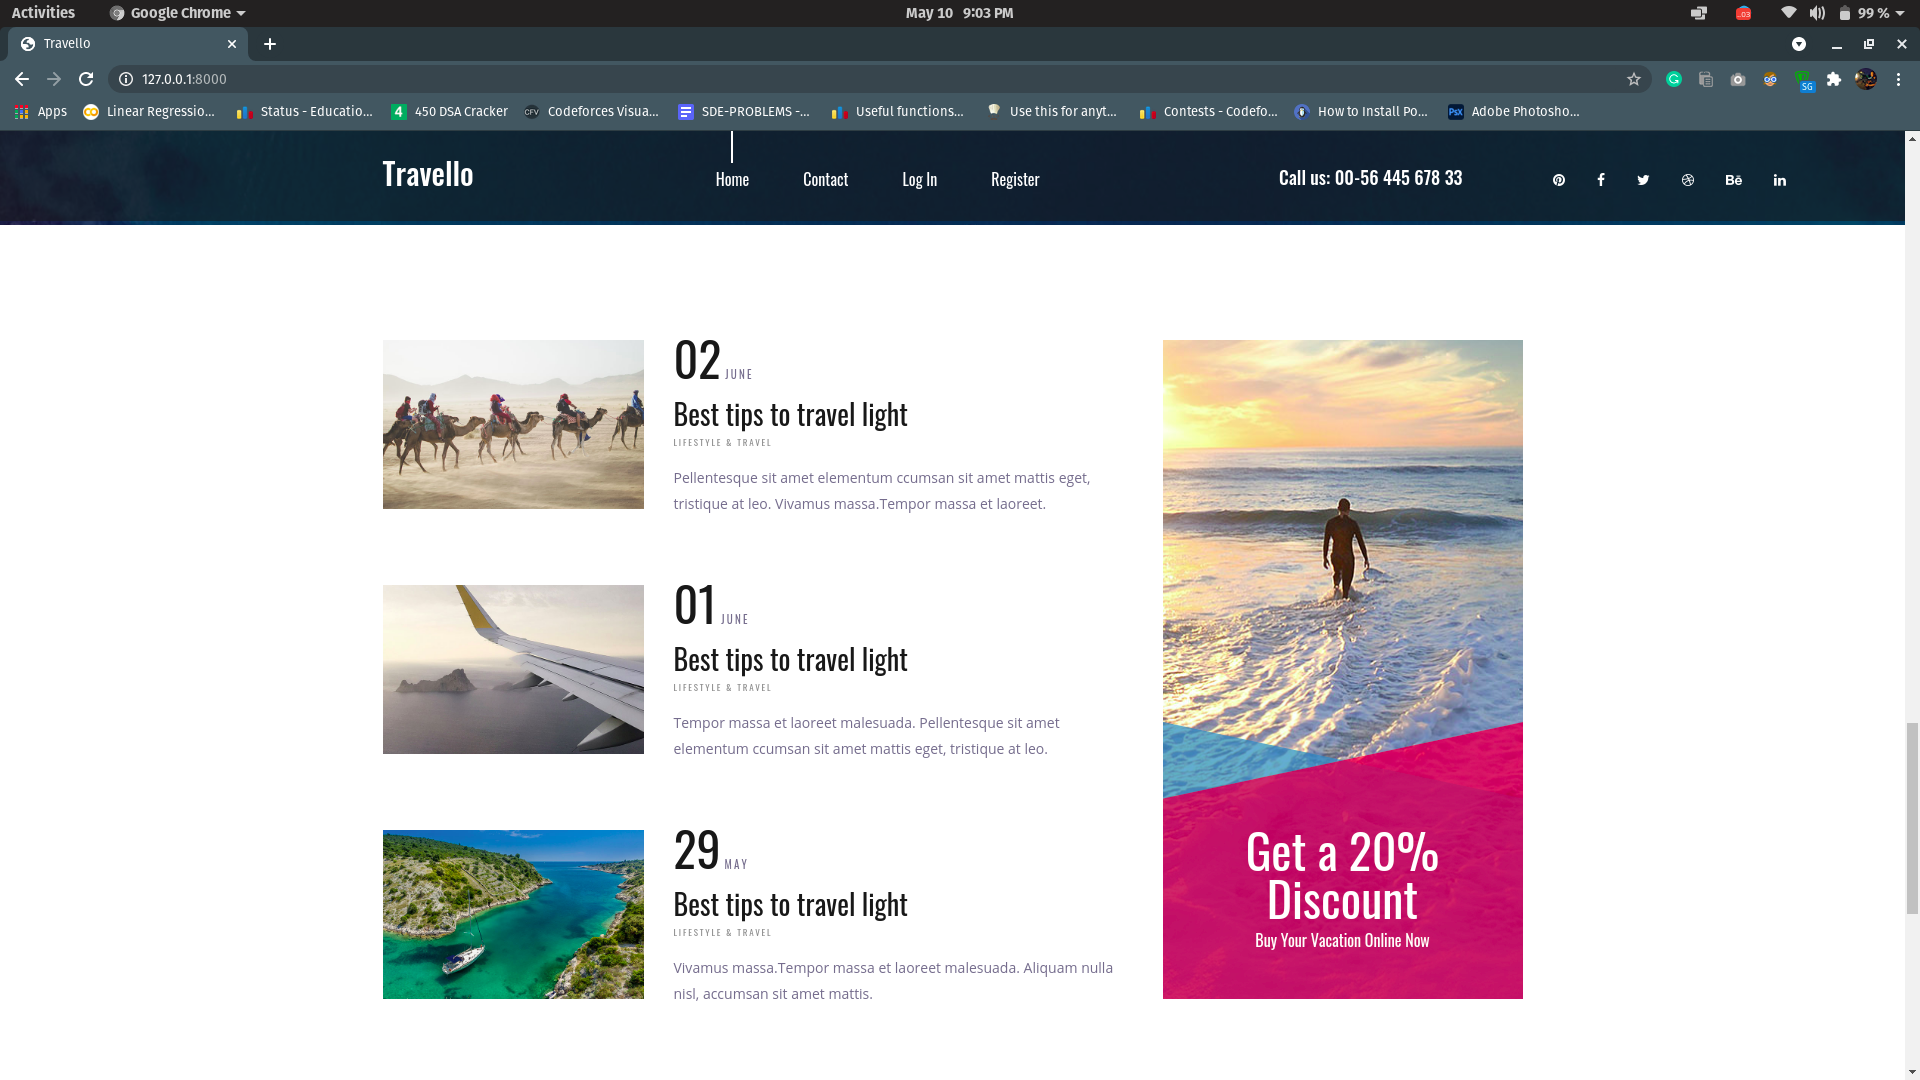 Activities
Google Chrome
May 10 9:03 PM
99 %
Travello
127.0.0.1:8000
Apps
Linear Regressio...
Status - Educatio...
450 DSA Cracker
Codeforces Visua...
SDE-PROBLEMS -...
Useful functions...
Use this for anyt...
Contests - Codefo...
How to Install Po...
Adobe Photosho...
Travello
Home
Contact
Log In
Register
Call us: 00-56 445 678 33
02 JUNE
Best tips to travel light
LIFESTYLE & TRAVEL
Pellentesque sit amet elementum ccumsan sit amet mattis eget,
tristique at leo. Vivamus massa.Tempor massa et laoreet.
01 JUNE
Best tips to travel light
LIFESTYLE & TRAVEL
Tempor massa et laoreet malesuada. Pellentesque sit amet
elementum ccumsan sit amet mattis eget, tristique at leo.
29 MAY
Best tips to travel light
LIFESTYLE & TRAVEL
Vivamus massa.Tempor massa et laoreet malesuada. Aliquam nulla
nisl, accumsan sit amet mattis.
Get a 20%
Discount
Buy Your Vacation Online Now